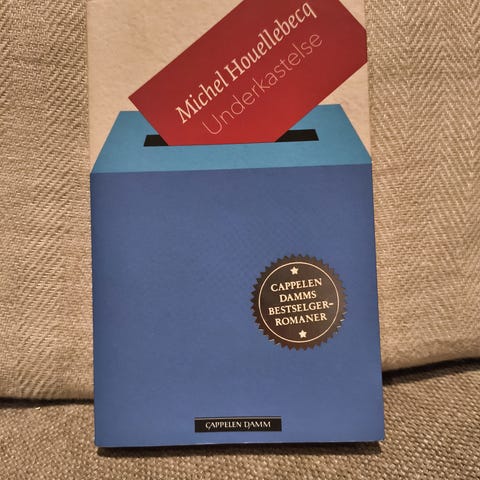 Michel Houellebecq
Underkastelse
CAPPELEN
DAMMS
BESTSELGER-
ROMANER
CAPPELEN DAMM